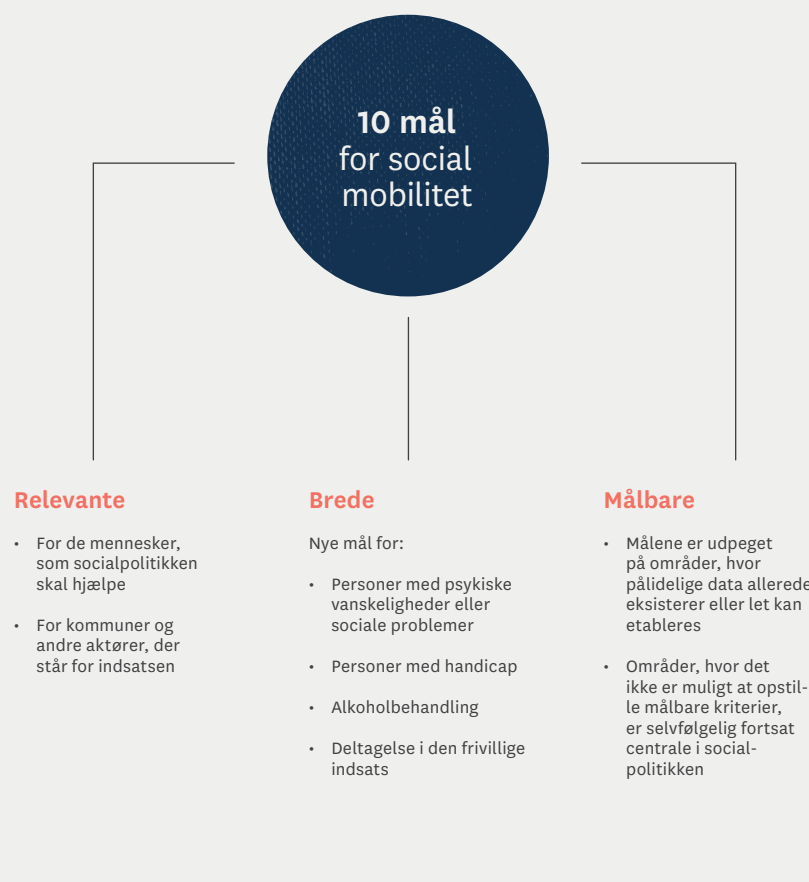 10 mål
for social
mobilitet
Relevante
• For de mennesker,
som socialpolitikken
skal hjælpe
• For kommuner og
andre aktører, der
står for indsatsen
Brede
Nye mål for:
• Personer med psykiske
vanskeligheder eller
sociale problemer
• Personer med handicap
• Alkoholbehandling
• Deltagelse i den frivillige
indsats
Målbare
• Målene er udpeget
på områder, hvor
pålidelige data allerede
eksisterer eller let kan
etableres
• Områder, hvor det
ikke er muligt at opstil-
le målbare kriterier,
er selvfølgelig fortsat
centrale i social-
politikken